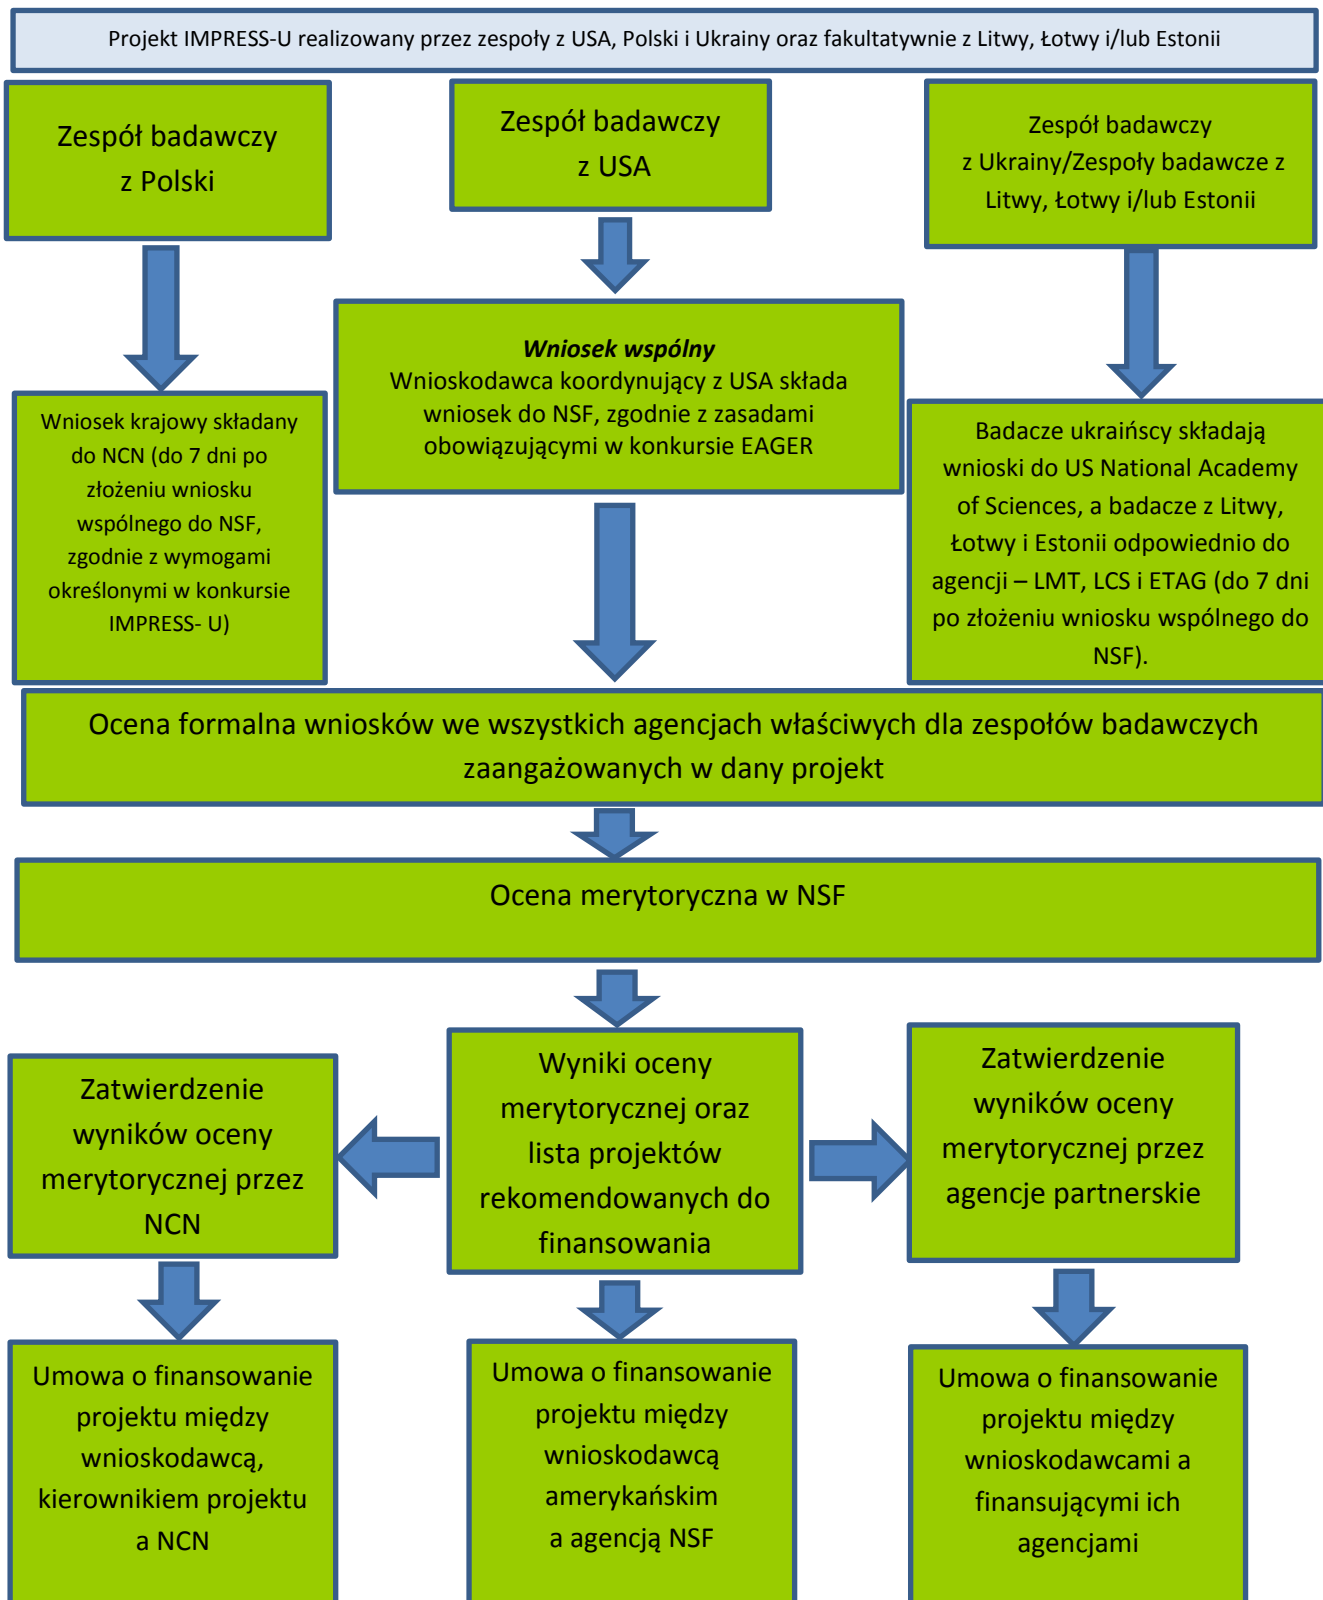 Projekt IMPRESS-U realizowany przez zespoły z USA, Polski i Ukrainy oraz fakultatywnie z Litwy, Łotwy i/lub Estonii
Zespół badawczy
z Polski
Zespół badawczy
z USA
Zespół badawczy
z Ukrainy/Zespoły badawcze z
Litwy, Łotwy i/lub Estonii
Wniosek krajowy składany
do NCN (do 7 dni po
złożeniu wniosku
wspólnego do NSF,
zgodnie z wymogami
określonymi w konkursie
IMPRESS- U)
Wniosek wspólny
Wnioskodawca koordynujący z USA składa
wniosek do NSF, zgodnie z zasadami
obowiązującymi w konkursie EAGER
Badacze ukraińscy składają
wnioski do US National Academy
of Sciences, a badacze z Litwy,
Łotwy i Estonii odpowiednio do
agencji – LMT, LCS i ETAG (do 7 dni
po złożeniu wniosku wspólnego do
NSF).
Ocena formalna wniosków we wszystkich agencjach właściwych dla zespołów badawczych
zaangażowanych w dany projekt
Ocena merytoryczna w NSF
Zatwierdzenie
wyników oceny
merytorycznej przez
NCN
Wyniki oceny
merytorycznej oraz
lista projektów
rekomendowanych do
finansowania
Zatwierdzenie
wyników oceny
merytorycznej przez
agencje partnerskie
Umowa o finansowanie
projektu między
wnioskodawcą,
kierownikiem projektu
a NCN
Umowa o finansowanie
projektu między
wnioskodawcą
amerykańskim
a agencją NSF
Umowa o finansowanie
projektu między
wnioskodawcami a
finansującymi ich
agencjami